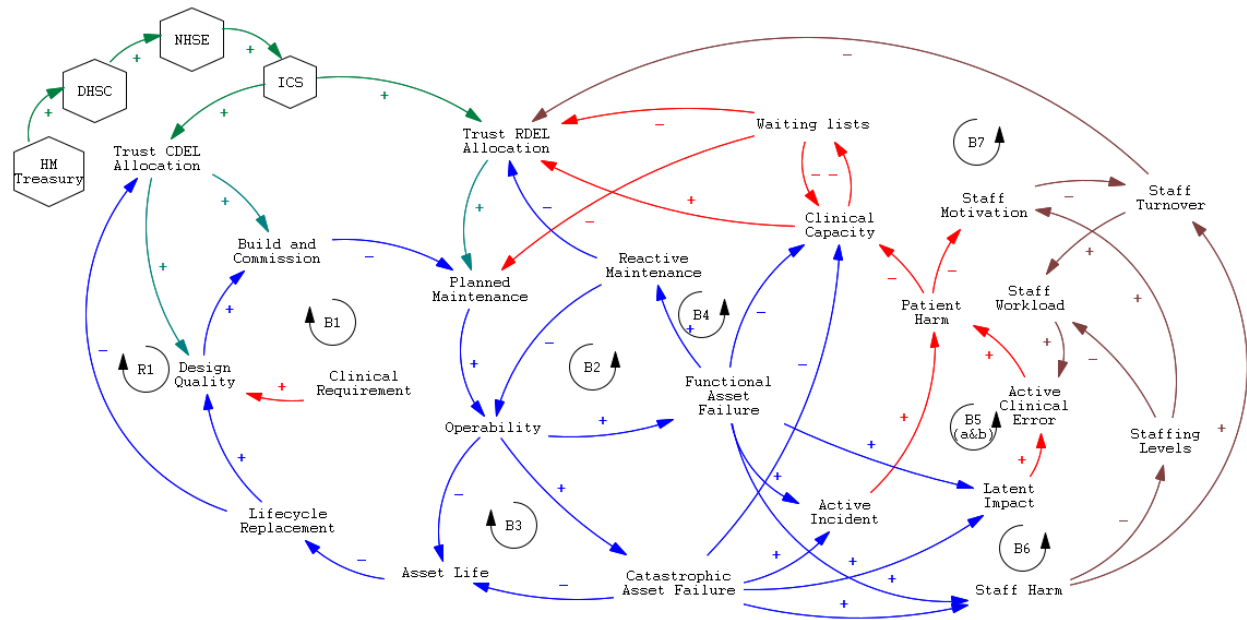 NHSE
DHSC
ICS
HM
Treasury
Trust CDEL
Allocation
Trust RDEL
Allocation
Waiting lists
B7
Staff
Motivation
Staff
Turnover
Clinical
Capacity
Build and
Commission
Planned
Maintenance
Reactive
Maintenance
Patient
Harm
Staff
Workload
B1
B4
R1
Design
Quality
Clinical
Requirement
B2
Functional
Asset
Failure
Active
Clinical
Error
B5
(a&b)
Operability
Staffing
Levels
Lifecycle
Replacement
B3
Active
Incident
Latent
Impact
B6
Asset Life
Catastrophic
Asset Failure
Staff Harm